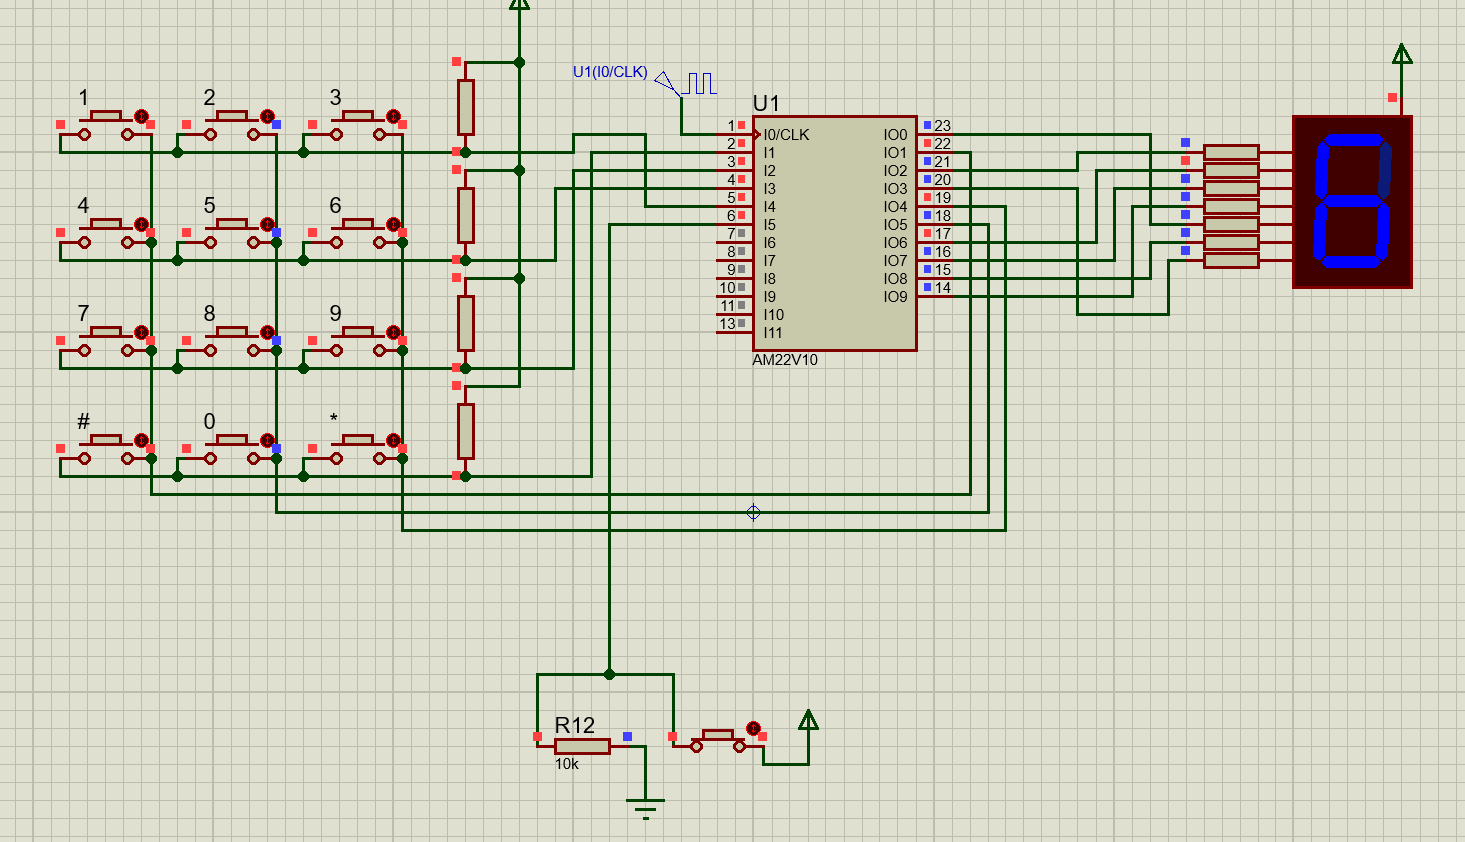 U1(I0/CLK)
U1
1 2 3
4 5 6
7 8 9
# 0 *
1 I0/CLK IO0 23
2 I1 IO1 22
3 I2 IO2 21
4 I3 IO3 20
5 I4 IO4 19
6 I5 IO5 18
7 I6 IO6 17
8 I7 IO7 16
9 I8 IO8 15
10 I9 IO9 14
11 I10
13 I11
AM22V10
6
R12
10k